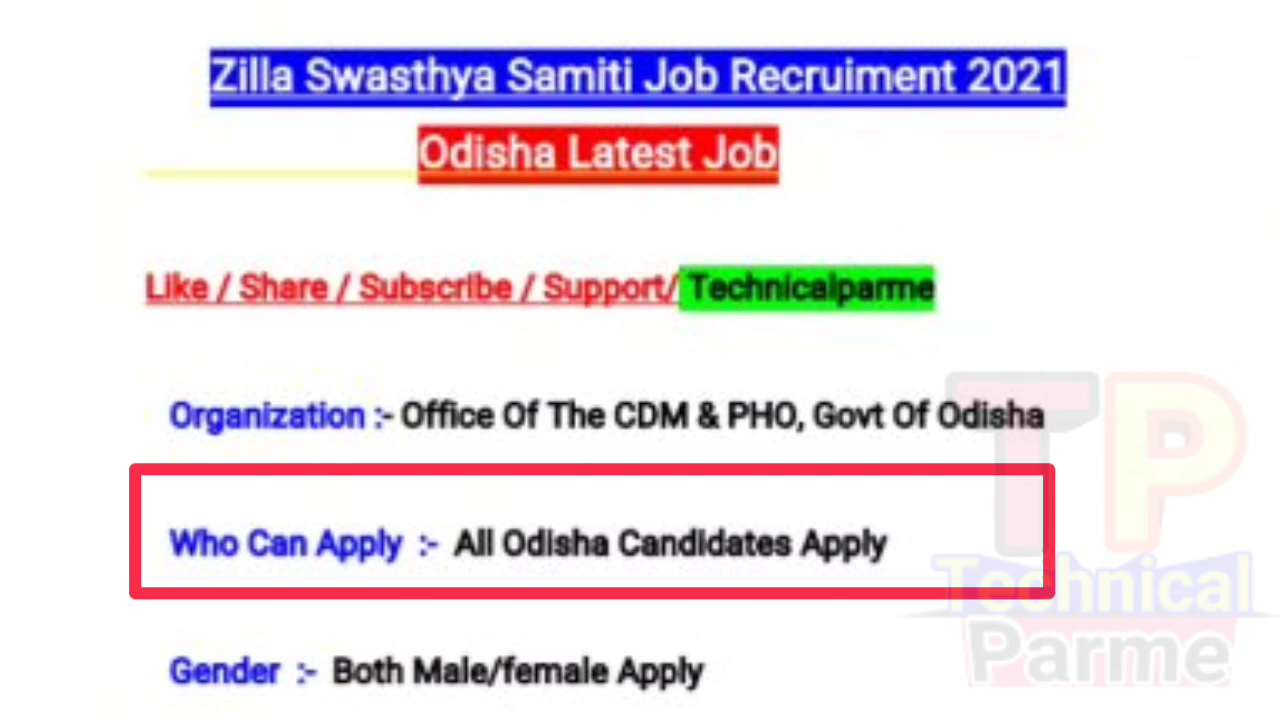 Zilla Swasthya Samiti Job Recruiment 2021
Odisha Latest Job
Like / Share / Subscribe / Support/ Technicalparme
Organization :- Office Of The CDM & PHO, Govt Of Odisha
Who Can Apply :- All Odisha Candidates Apply
Gender :- Both Male/female Apply
TP
Technical
Parme